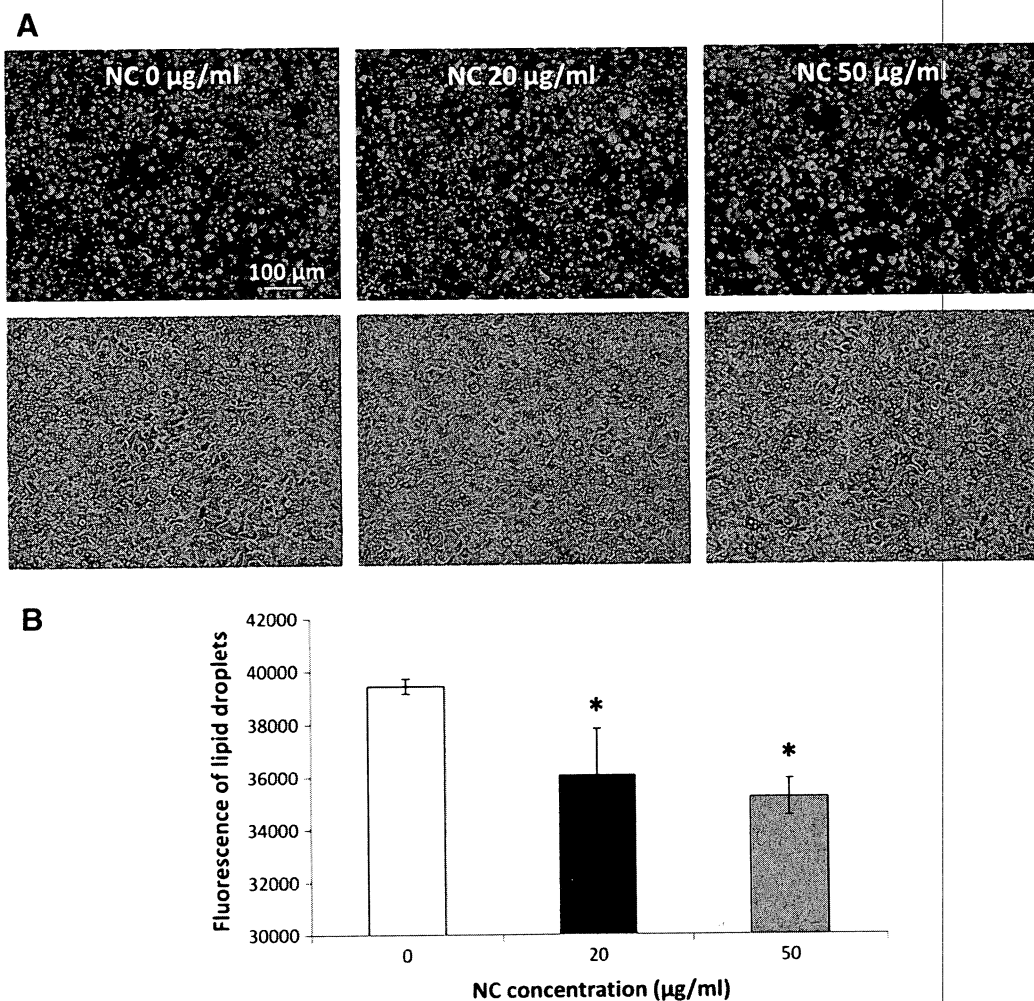 A
NC 0 µg/ml
NC 20 µg/ml
NC 50 µg/ml
100 µm
B
Fluorescence of lipid droplets
42000
40000
38000
36000
34000
32000
30000
*
*
0
20
50
NC concentration (µg/ml)